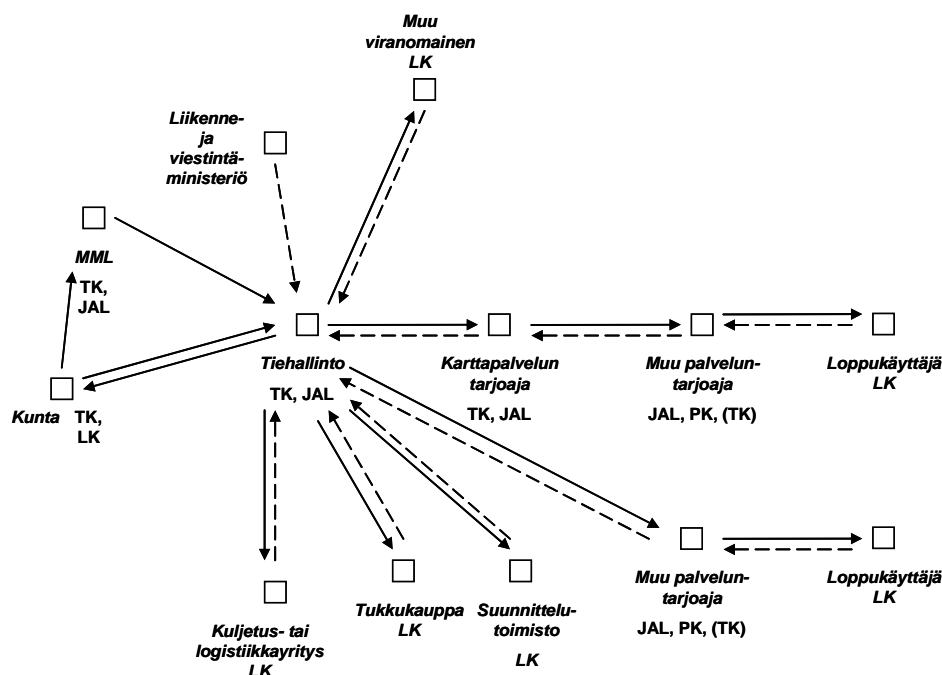 Muu
viranomainen
LK
Liikenne-
ja
viestintä-
ministeriö
MML
TK,
JAL
Kunta
TK,
LK
Tiehallinto
TK, JAL
Karttapalvelun
tarjoaja
TK, JAL
Muu palvelun-
tarjoaja
JAL, PK, (TK)
Loppukäyttäjä
LK
Kuljetus- tai
logistiikkayritys
LK
Tukkukauppa
LK
Suunnittelu-
toimisto
LK
Muu palvelun-
tarjoaja
JAL, PK, (TK)
Loppukäyttäjä
LK